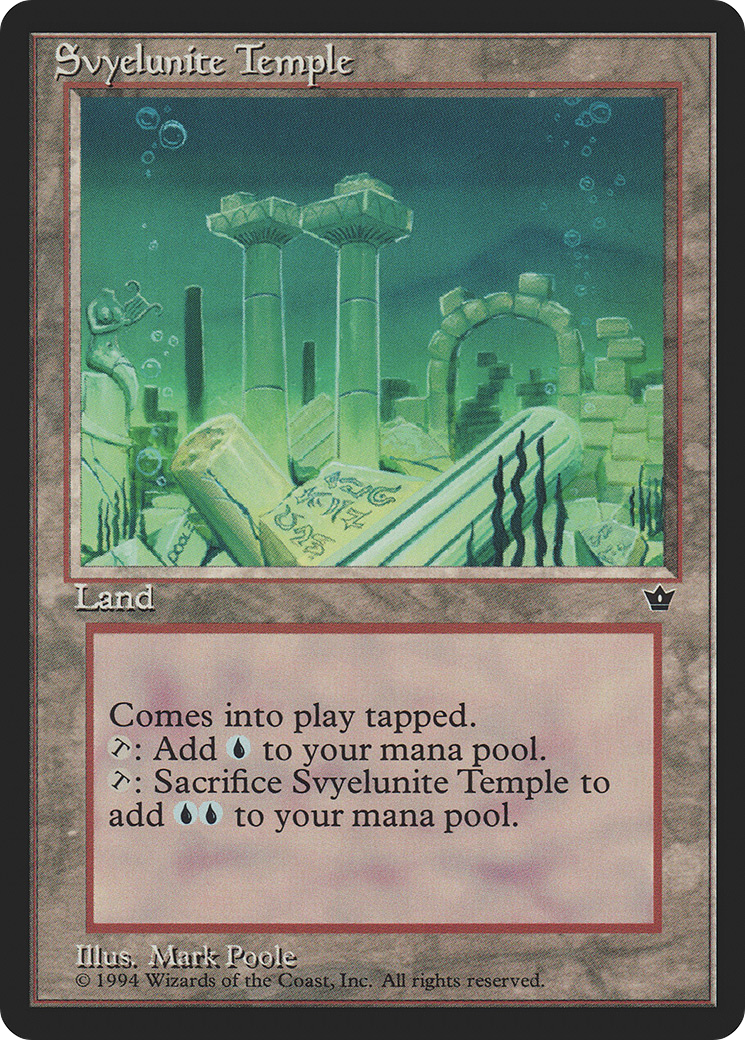 Svyelunite Temple
POOLE
Land
Comes into play tapped.
T: Add to your mana pool.
T: Sacrifice Svyelunite Temple to
add to your mana pool.
Illus. Mark Poole
© 1994 Wizards of the Coast, Inc. All rights reserved.